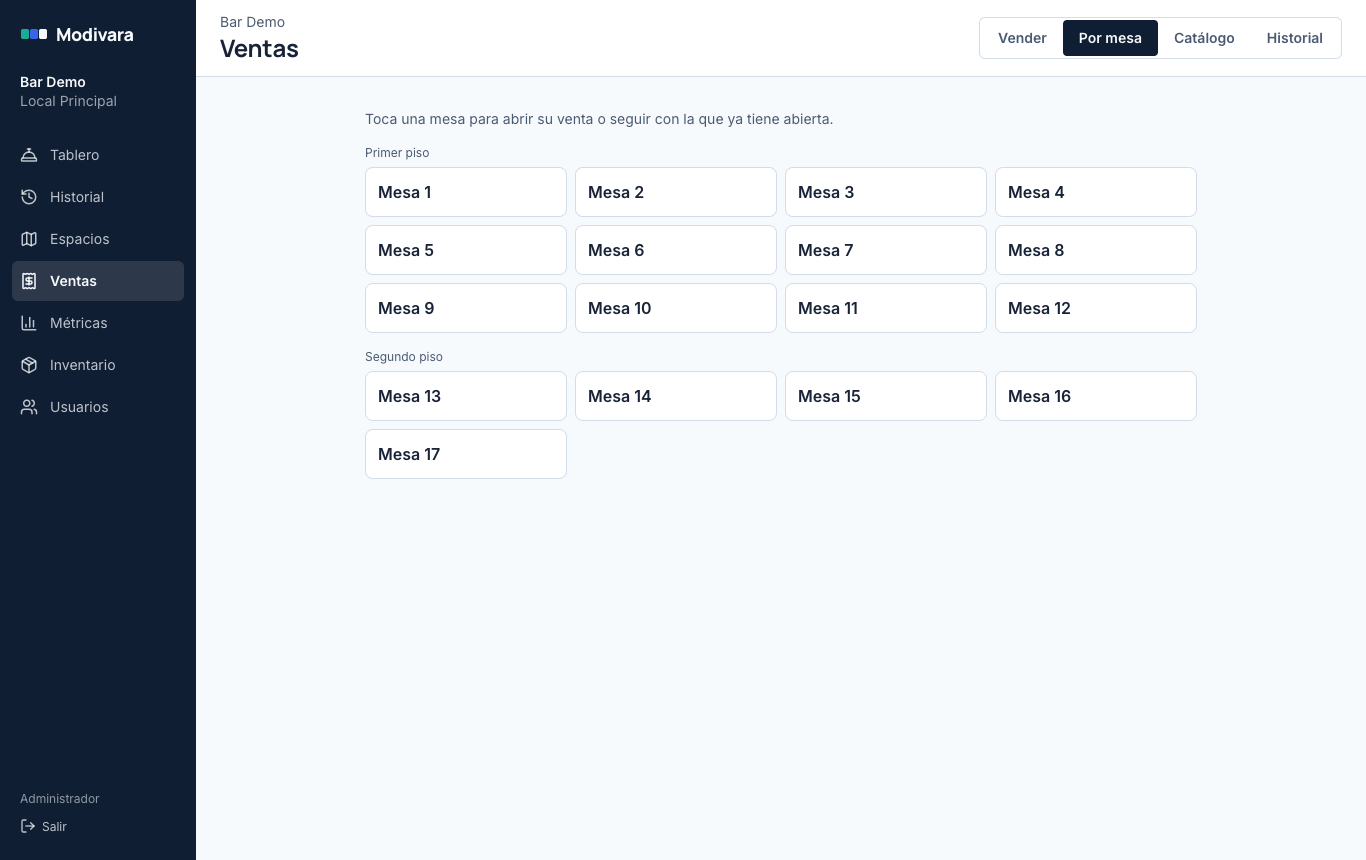 Modivara
Bar Demo
Local Principal
Tablero
Historial
Espacios
Ventas
Métricas
Inventario
Usuarios
Administrador
Salir
Bar Demo
Ventas
Vender
Por mesa
Catálogo
Historial
Toca una mesa para abrir su venta o seguir con la que ya tiene abierta.
Primer piso
Mesa 1
Mesa 2
Mesa 3
Mesa 4
Mesa 5
Mesa 6
Mesa 7
Mesa 8
Mesa 9
Mesa 10
Mesa 11
Mesa 12
Segundo piso
Mesa 13
Mesa 14
Mesa 15
Mesa 16
Mesa 17